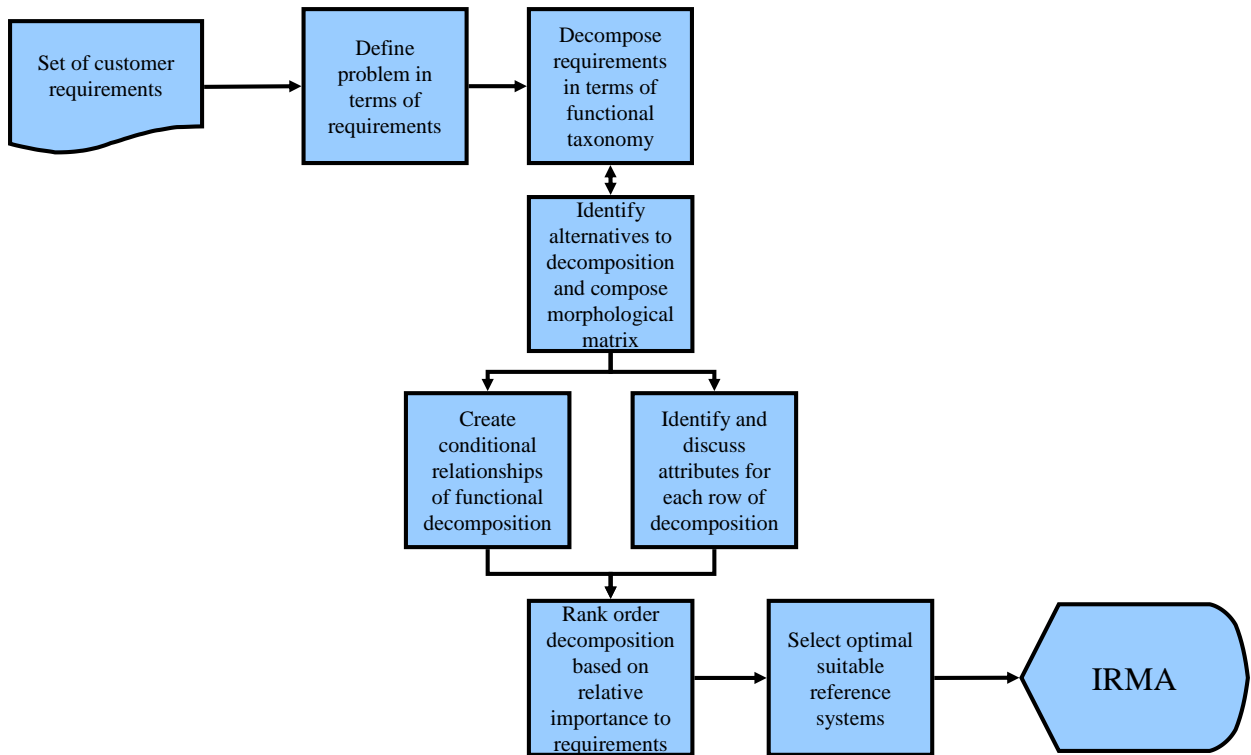 Set of customer
requirements
Define
problem in
terms of
requirements
Decompose
requirements
in terms of
functional
taxonomy
Identify
alternatives to
decomposition
and compose
morphological
matrix
Create
conditional
relationships
of functional
decomposition
Identify and
discuss
attributes for
each row of
decomposition
Rank order
decomposition
based on
relative
importance to
requirements
Select optimal
suitable
reference
systems
IRMA